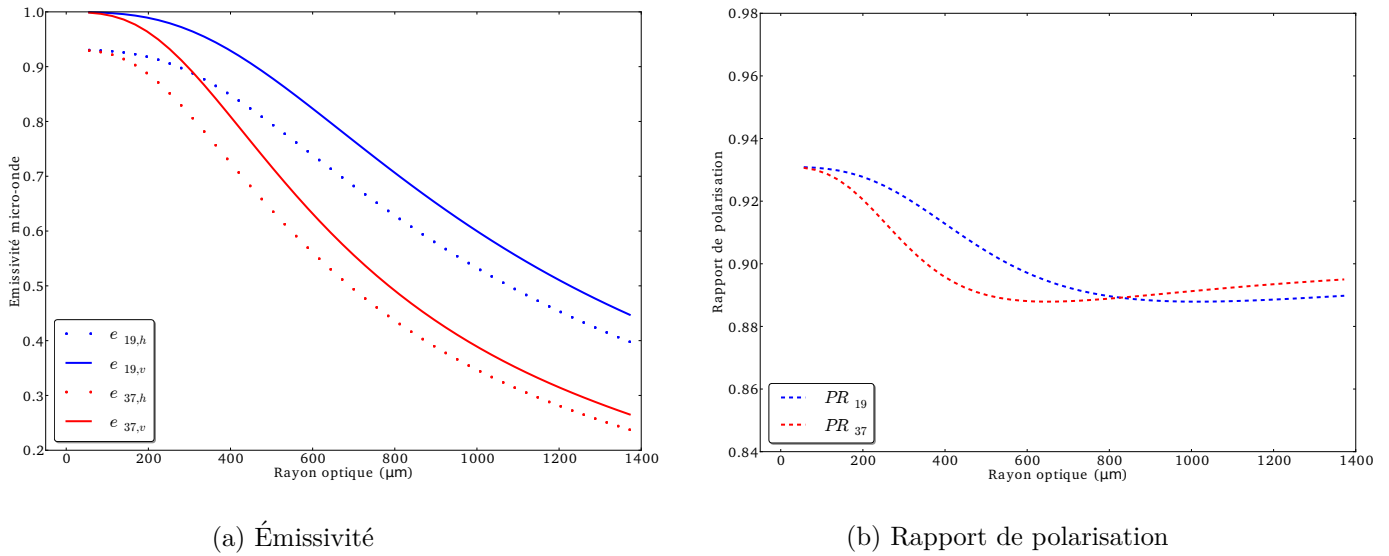 1.0
0.9
0.8
0.7
0.6
0.5
0.4
0.3
0.2
Emissivité micro-onde
e 19,h
e 19,v
e 37,h
e 37,v
0 200 400 600 800 1000 1200 1400
Rayon optique (μm)
(a) Émissivité
0.98
0.96
0.94
0.92
0.90
0.88
0.86
0.84
Rapport de polarisation
PR 19
PR 37
0 200 400 600 800 1000 1200 1400
Rayon optique (μm)
(b) Rapport de polarisation